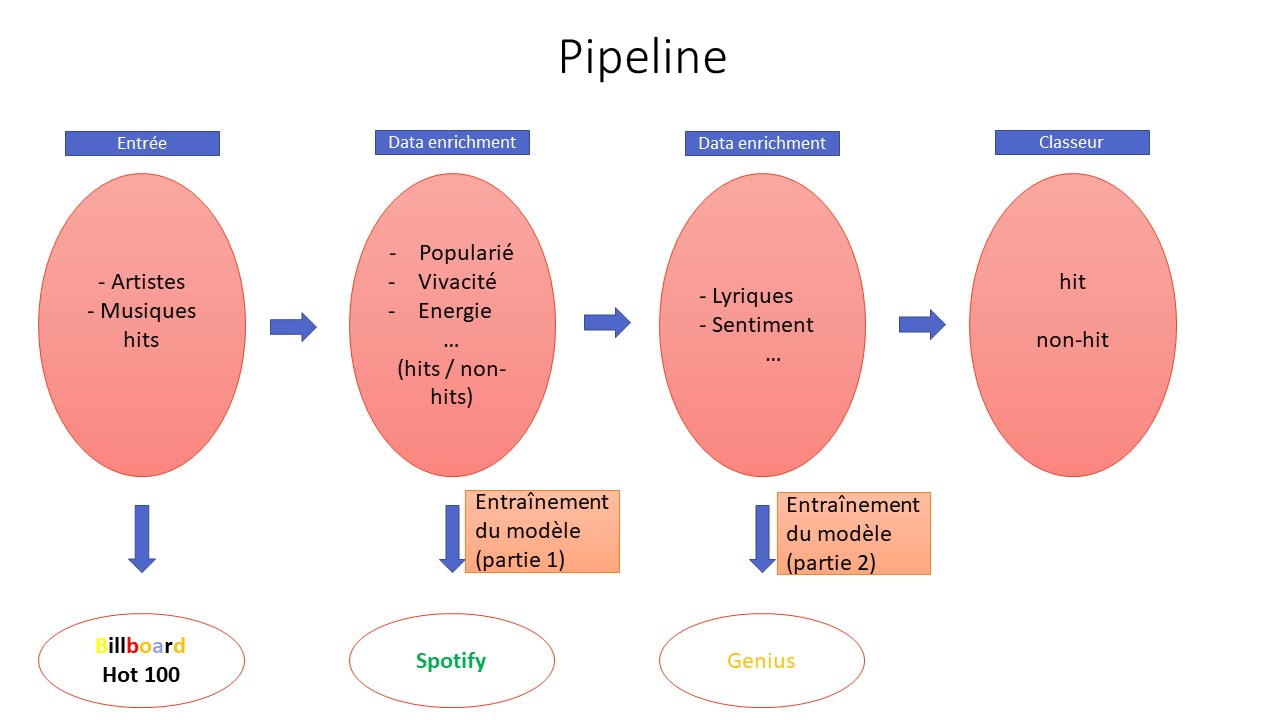 Pipeline
Entrée
- Artistes
- Musiques
hits
Data enrichment
- Popularié
- Vivacité
- Energie
...
(hits / non-
hits)
Data enrichment
- Lyriques
- Sentiment
...
Classeur
hit
non-hit
Entraînement
du modèle
(partie 1)
Entraînement
du modèle
(partie 2)
Billboard
Hot 100
Spotify
Genius